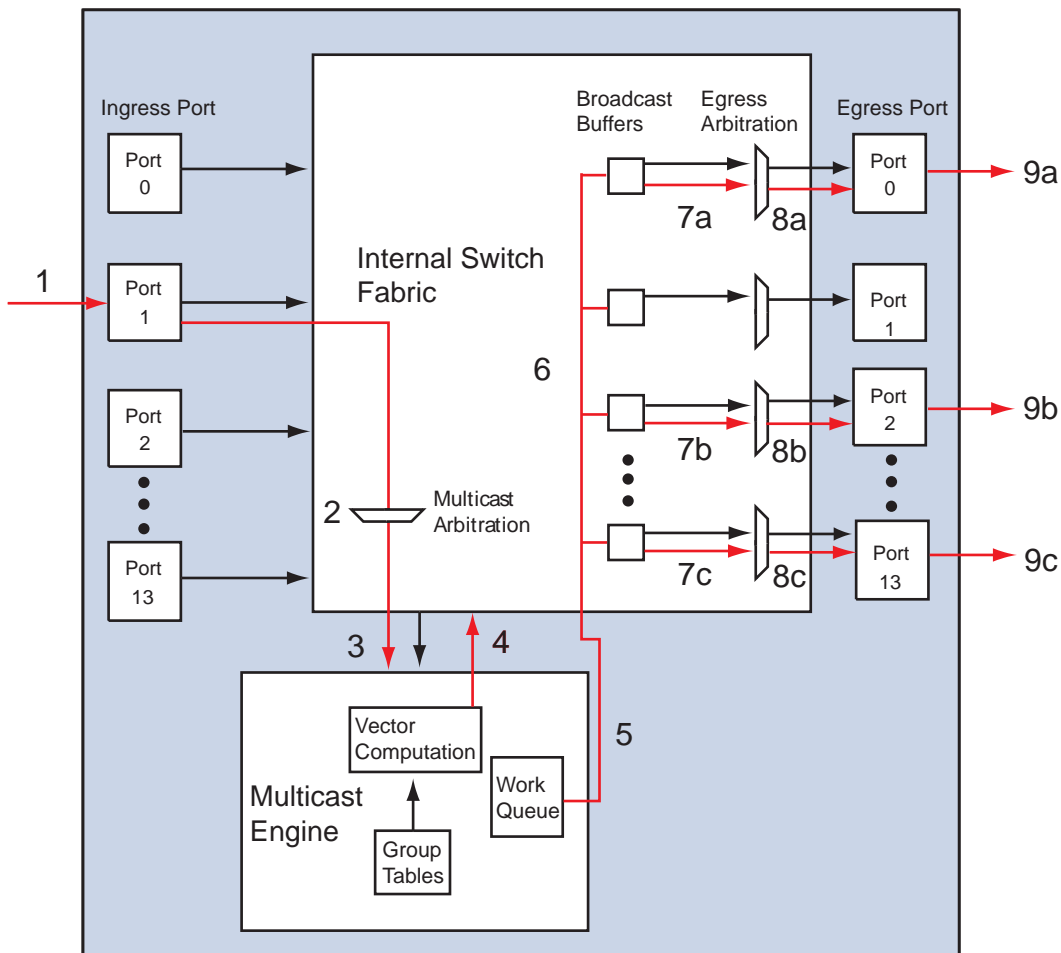 Ingress Port
Port
0
1
Port
1
Port
2
Port
13
Internal Switch
Fabric
2
Multicast
Arbitration
3
4
Broadcast
Buffers
Egress
Arbitration
Egress Port
7a
8a
Port
0
9a
Port
1
6
7b
8b
Port
2
9b
7c
8c
Port
13
9c
5
Vector
Computation
Work
Queue
Multicast
Engine
Group
Tables